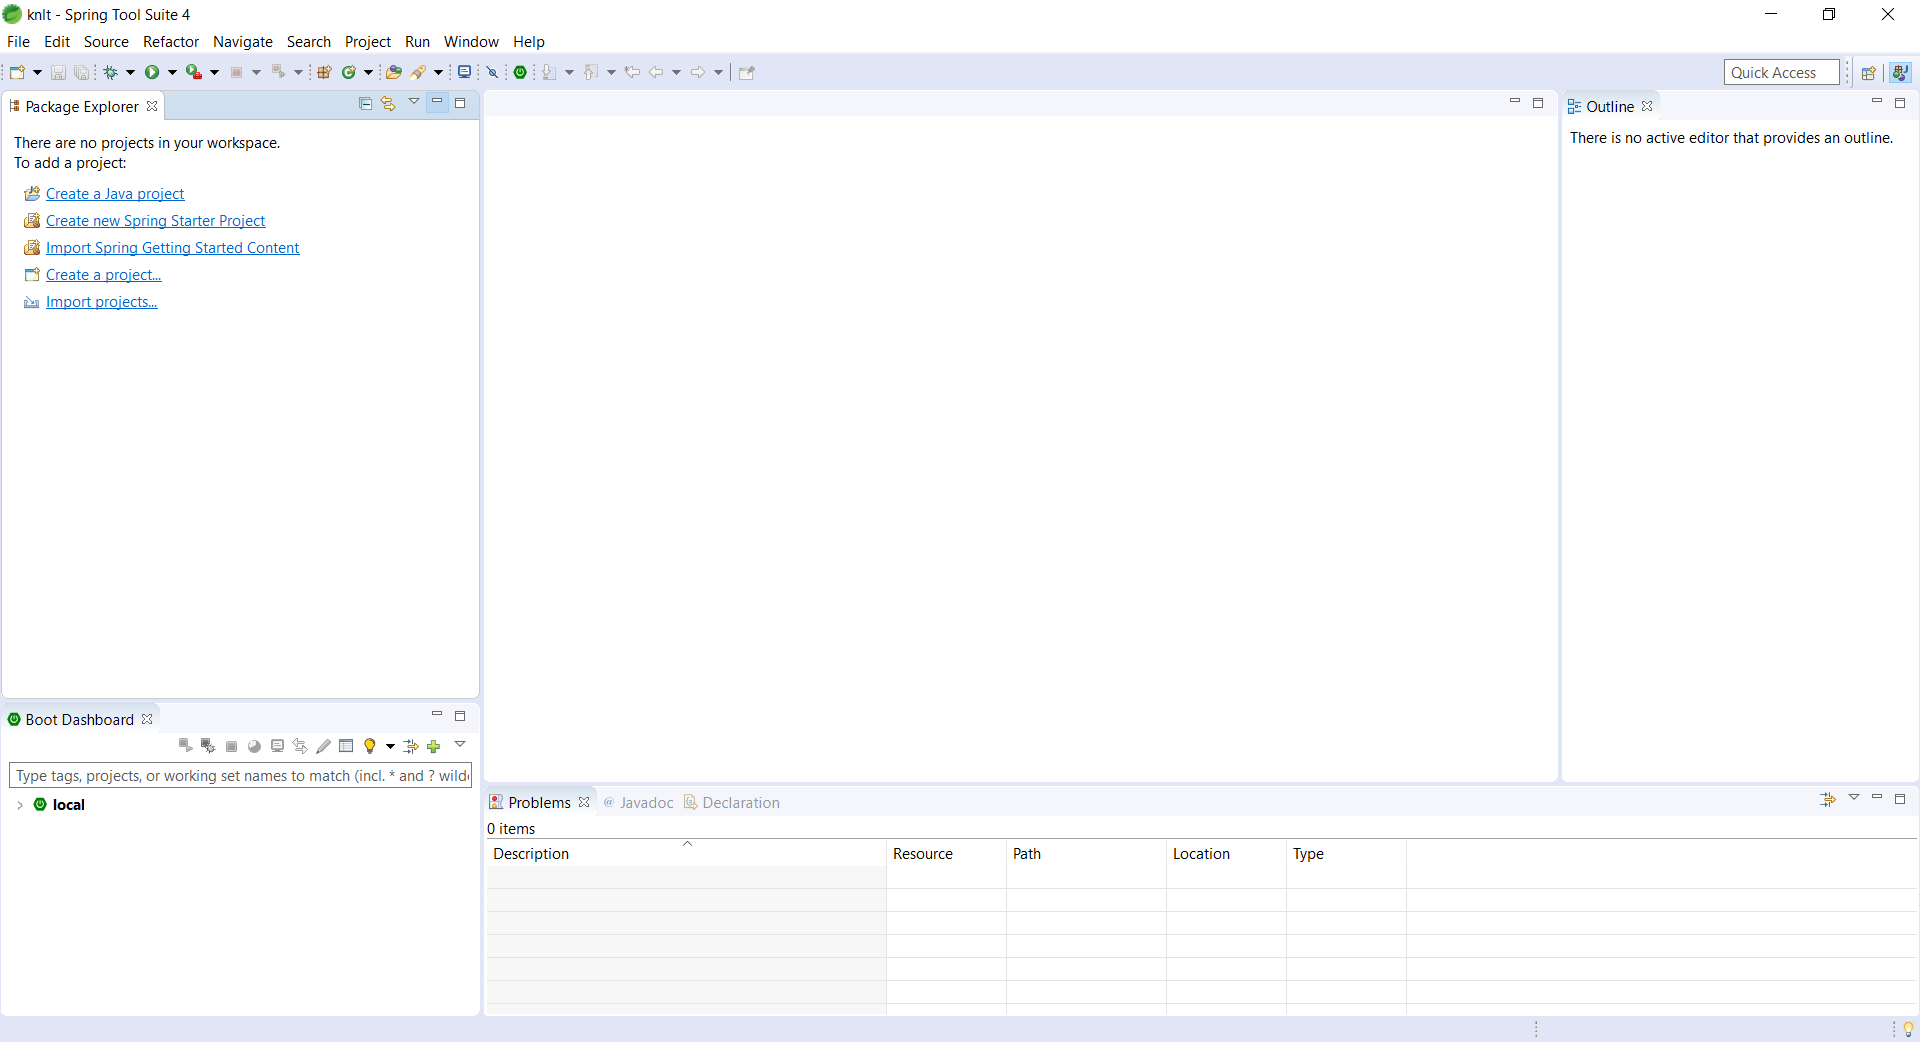 knlt - Spring Tool Suite 4
File Edit Source Refactor Navigate Search Project Run Window Help
Quick Access
Package Explorer
There are no projects in your workspace.
To add a project:
Create a Java project
Create new Spring Starter Project
Import Spring Getting Started Content
Create a project...
Import projects...
Outline
There is no active editor that provides an outline.
Boot Dashboard
Type tags, projects, or working set names to match (incl. * and ? wild
local
Problems @ Javadoc Declaration
0 items
Description Resource Path Location Type